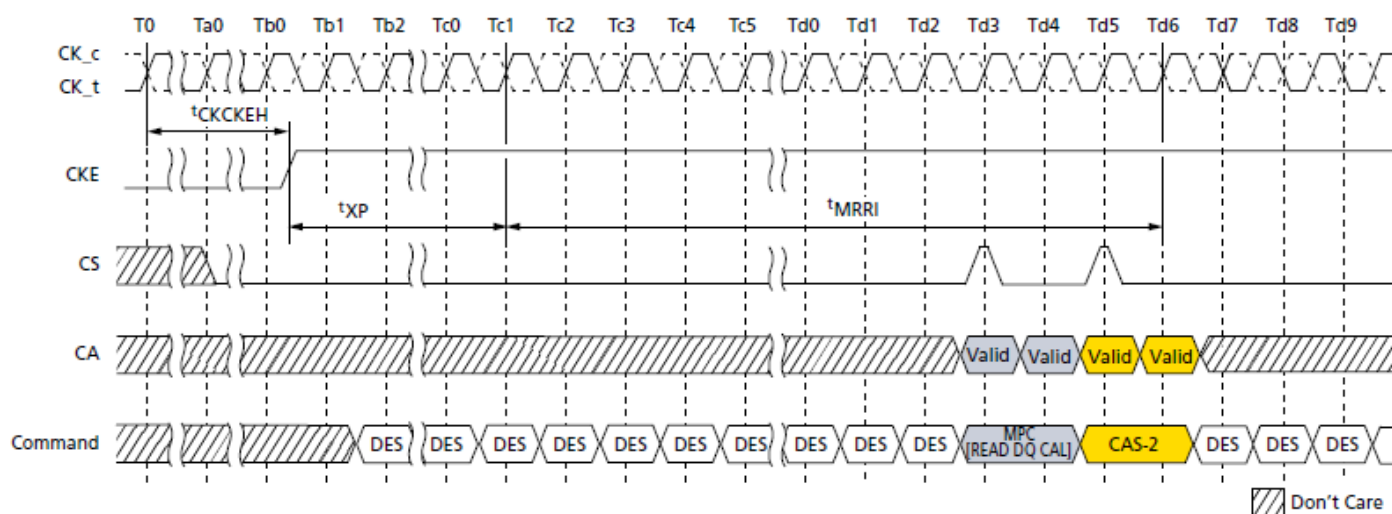 T0 Ta0 Tb0 Tb1 Tb2 Tc0 Tc1 Tc2 Tc3 Tc4 Tc5 Td0 Td1 Td2 Td3 Td4 Td5 Td6 Td7 Td8 Td9
CK_c
CK_t
tCKCKEH
CKE
tXP tMRRI
CS
CA Valid Valid Valid Valid
Command DES DES DES DES DES DES DES DES DES DES MPC [READ DQ CAL] CAS-2 DES DES DES
Don't Care